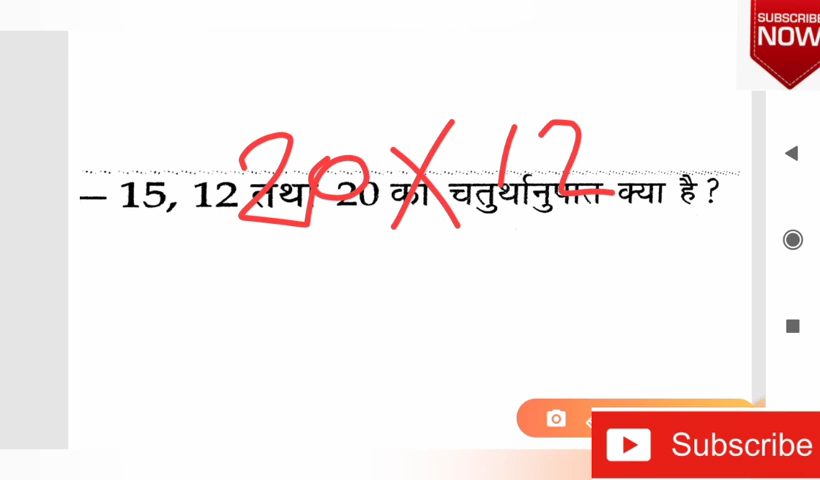 SUBSCRIBE
NOW
20 X 12
– 15, 12 तथा 20 का चतुर्थानुपात क्या है ?
Subscribe